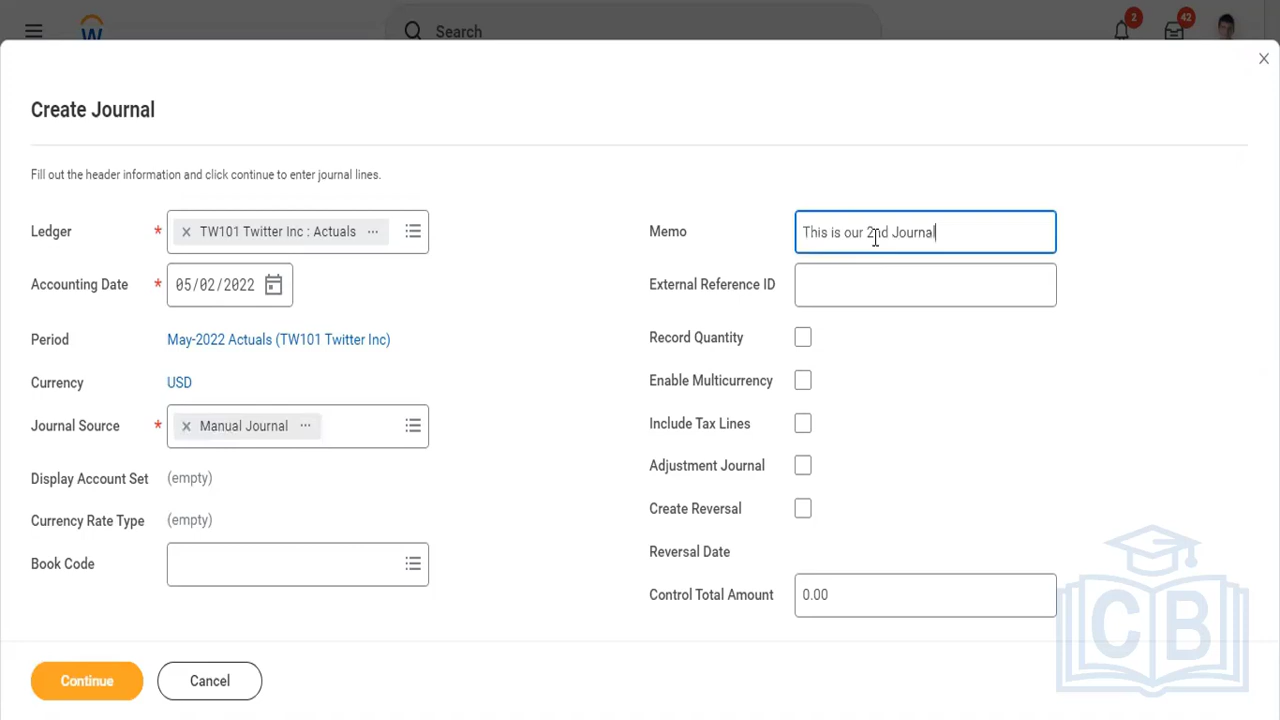 W
Search
2
42
Create Journal
Fill out the header information and click continue to enter journal lines.
Ledger * TW101 Twitter Inc : Actuals
Accounting Date * 05/02/2022
Period May-2022 Actuals (TW101 Twitter Inc)
Currency USD
Journal Source * Manual Journal
Display Account Set (empty)
Currency Rate Type (empty)
Book Code
Memo This is our 2nd Journal
External Reference ID
Record Quantity
Enable Multicurrency
Include Tax Lines
Adjustment Journal
Create Reversal
Reversal Date
Control Total Amount 0.00
Continue Cancel
CB